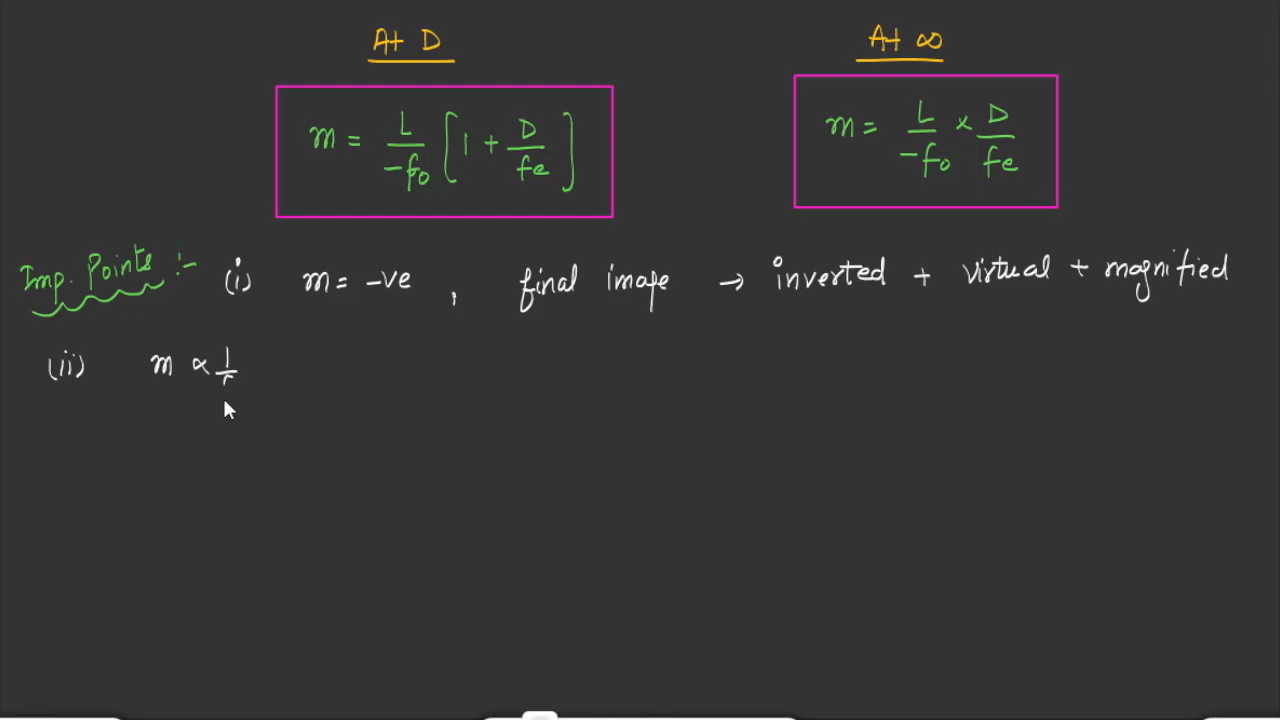 At D
At ∞
m = L/-fo [1 + D/fe]
m = L/-fo × D/fe
Imp. Points :- (i) m = -ve , final image → inverted + virtual + magnified
(ii) m ∝ 1/